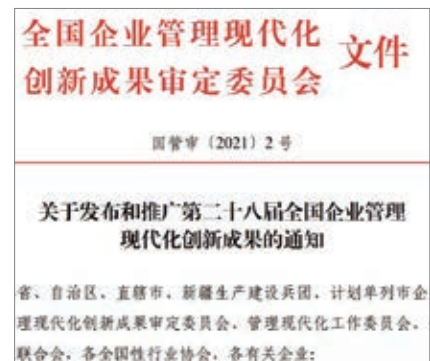 全国企业管理现代化
创新成果审定委员会 文件
国管审〔2021〕2号
关于发布和推广第二十八届全国企业管理
现代化创新成果的通知
省、自治区、直辖市、新疆生产建设兵团、计划单列市企
理现代化创新成果审定委员会、管理现代化工作委员会、
联合会，各全国性行业协会，各有关企业：